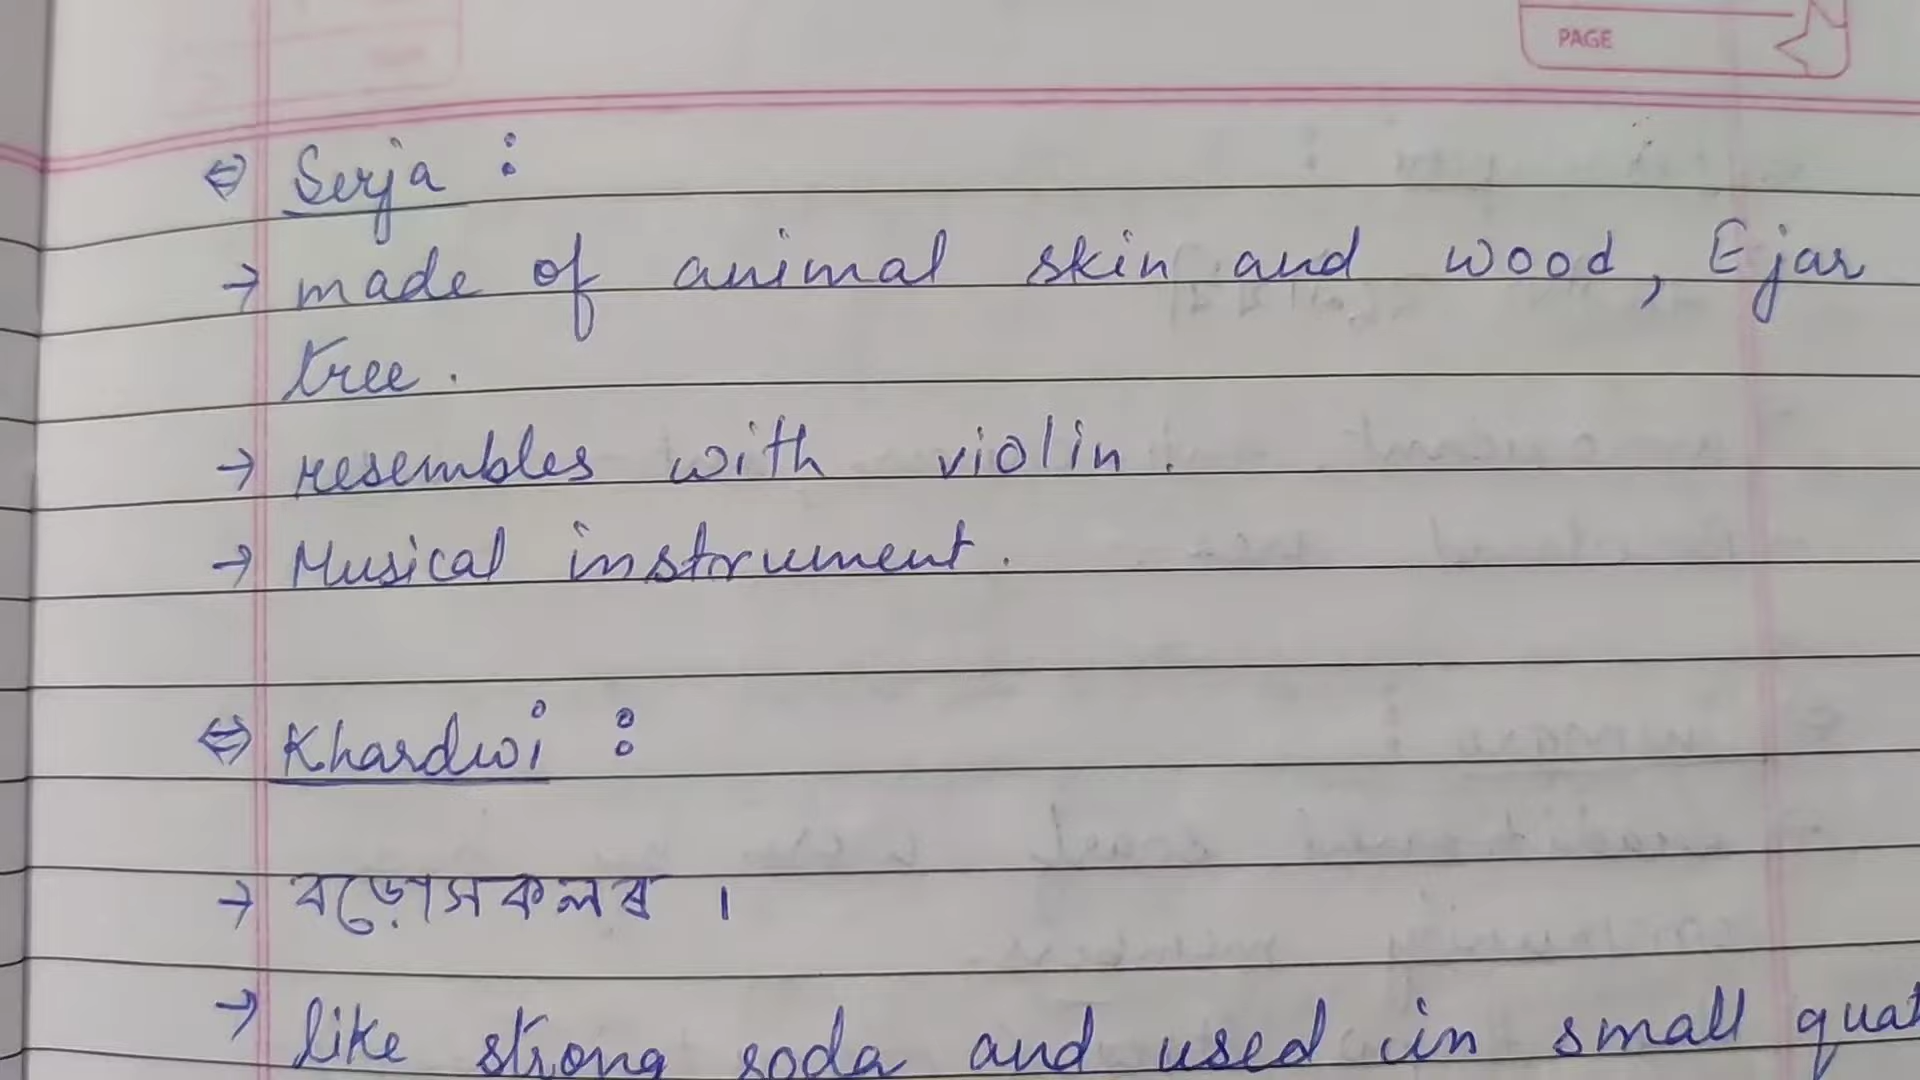 PAGE
⇔ Serja :
→ made of animal skin and wood, Ejar
tree.
→ resembles with violin.
→ Musical instrument.
⇔ Khardwi :
→ বড়োসকলৰ ।
→ like strong soda and used in small